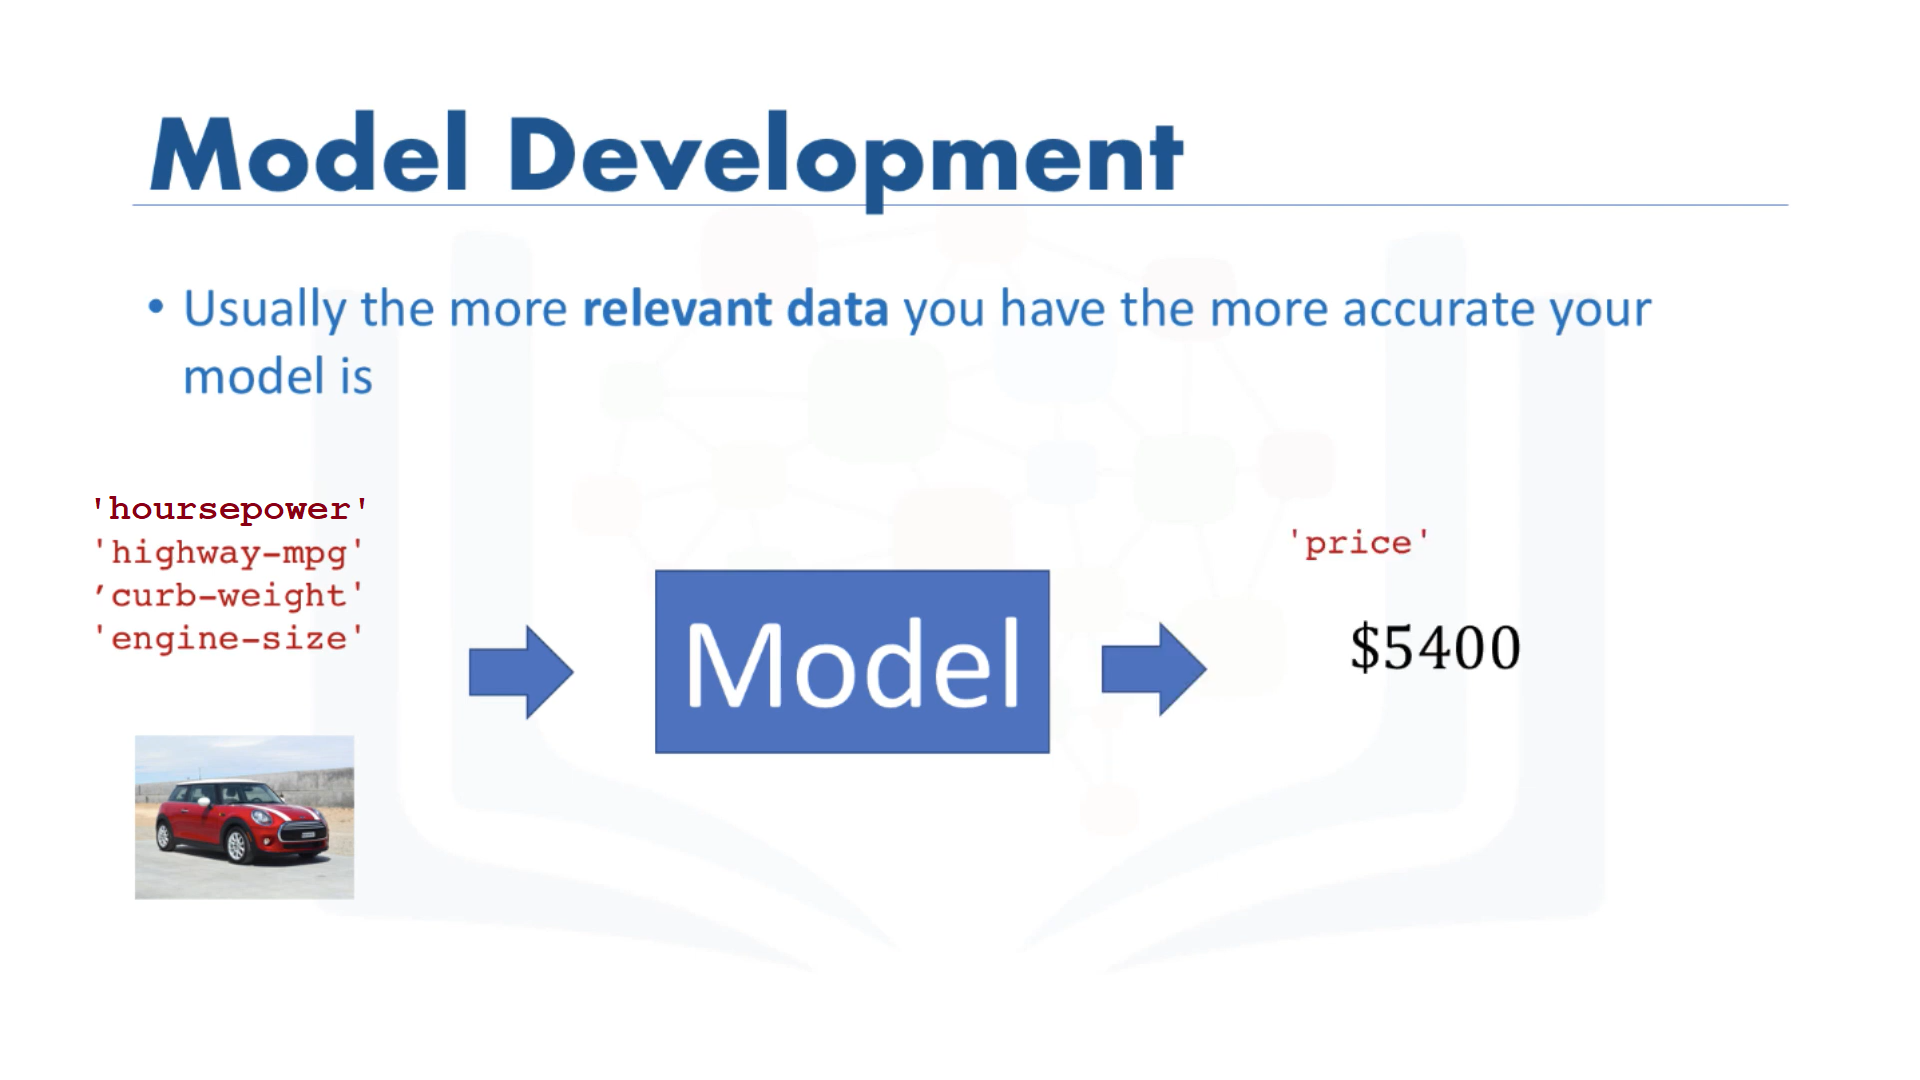 Model Development
• Usually the more relevant data you have the more accurate your
model is
'hoursepower'
'highway-mpg'
’curb-weight'
'engine-size'
Model
'price'
$5400